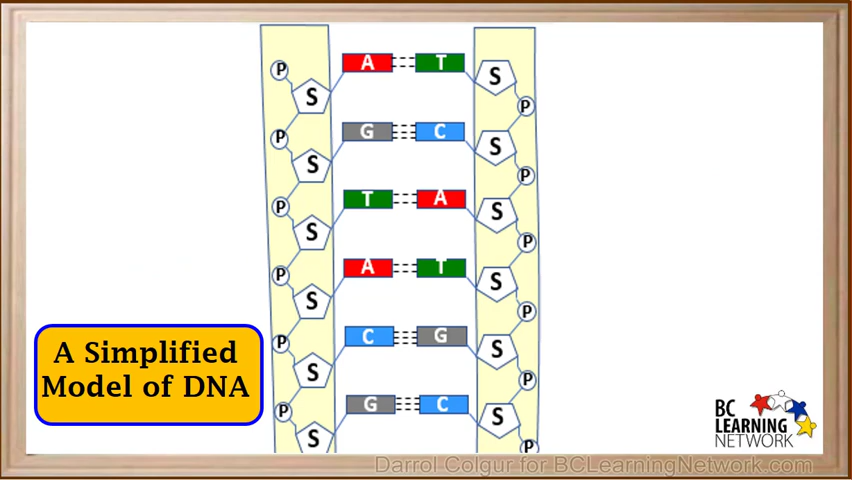 A T
P S S
P
G C
P S S
P
T A
P S S
P
A T
P S S
P
C G
P S S
P
G C
P S S
P
A Simplified
Model of DNA
BC
LEARNING
NETWORK
Darrol Colgur for BCLearningNetwork.com